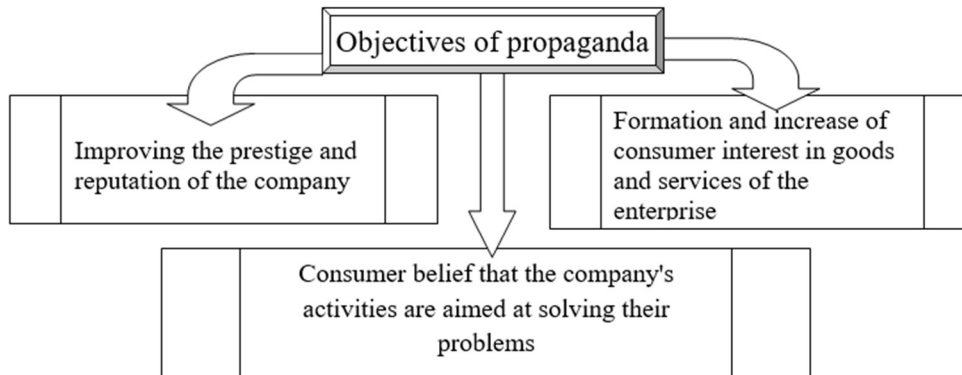 Objectives of propaganda
Improving the prestige and
reputation of the company
Formation and increase of
consumer interest in goods
and services of the
enterprise
Consumer belief that the company's
activities are aimed at solving their
problems